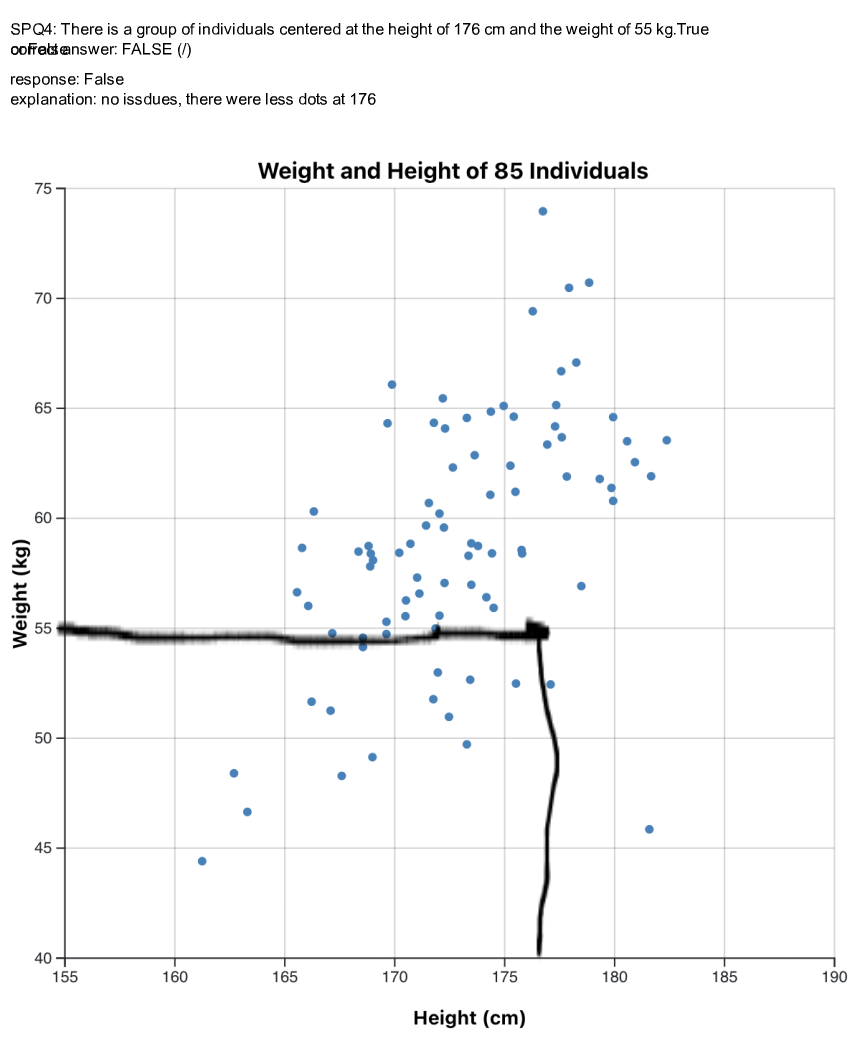 SPQ4: There is a group of individuals centered at the height of 176 cm and the weight of 55 kg.True
or False
correct answer: FALSE (/)
response: False
explanation: no issdues, there were less dots at 176
Weight and Height of 85 Individuals
75
70
65
60
55
50
45
40
Weight (kg)
155 160 165 170 175 180 185 190
Height (cm)